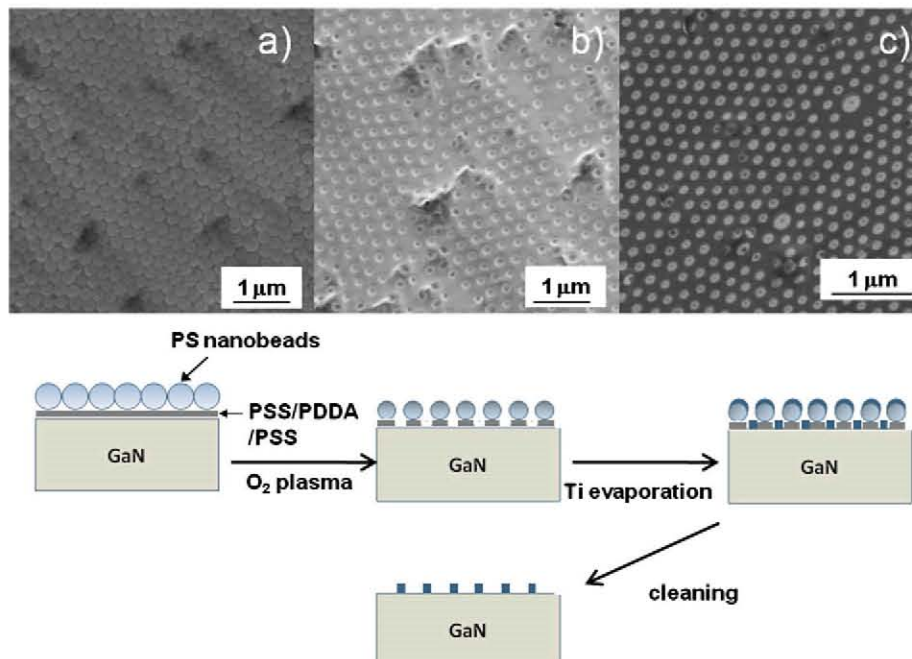 a)
b)
c)
1 μm
1 μm
1 μm
PS nanobeads
PSS/PDDA
/PSS
GaN
O₂ plasma
GaN
Ti evaporation
GaN
cleaning
GaN